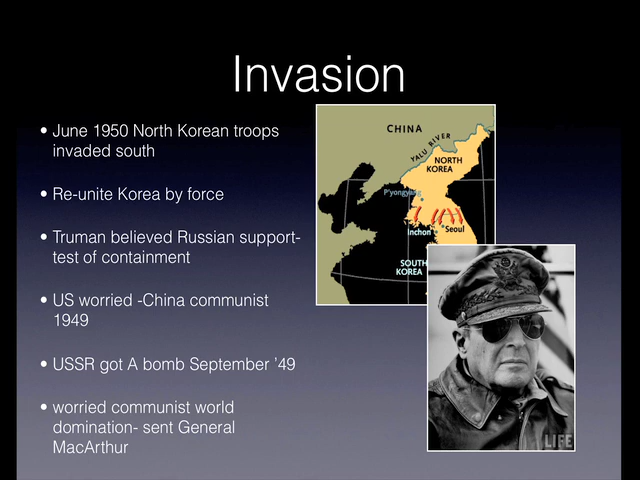 Invasion
• June 1950 North Korean troops
invaded south
• Re-unite Korea by force
• Truman believed Russian support-
test of containment
• US worried -China communist
1949
• USSR got A bomb September ’49
• worried communist world
domination- sent General
MacArthur
CHINA
YALU RIVER
NORTH
KOREA
P'yongyang
Inchon
Seoul
SOUTH
KOREA
LIFE